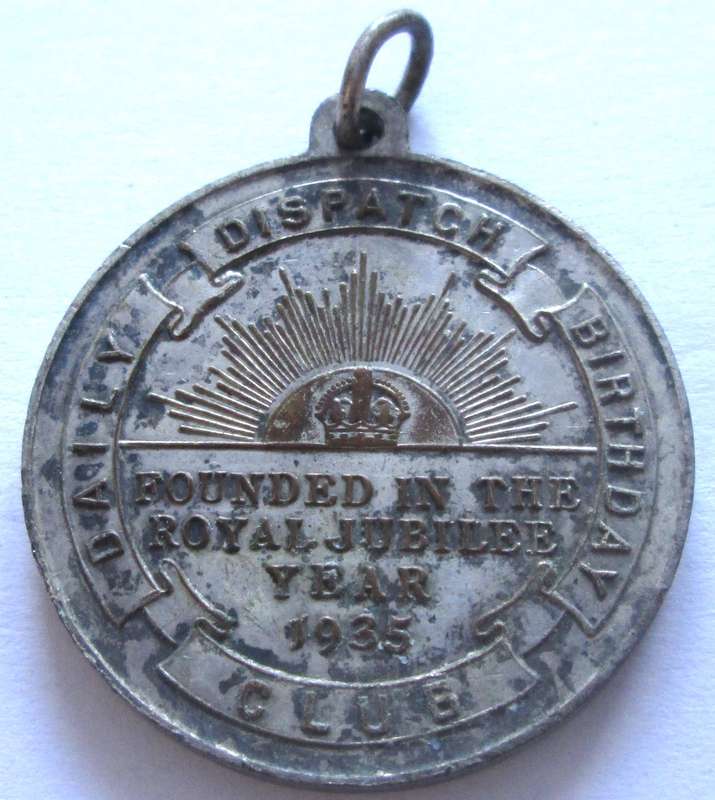 DAILY DISPATCH BIRTHDAY CLUB
FOUNDED IN THE
ROYAL JUBILEE
YEAR
1935